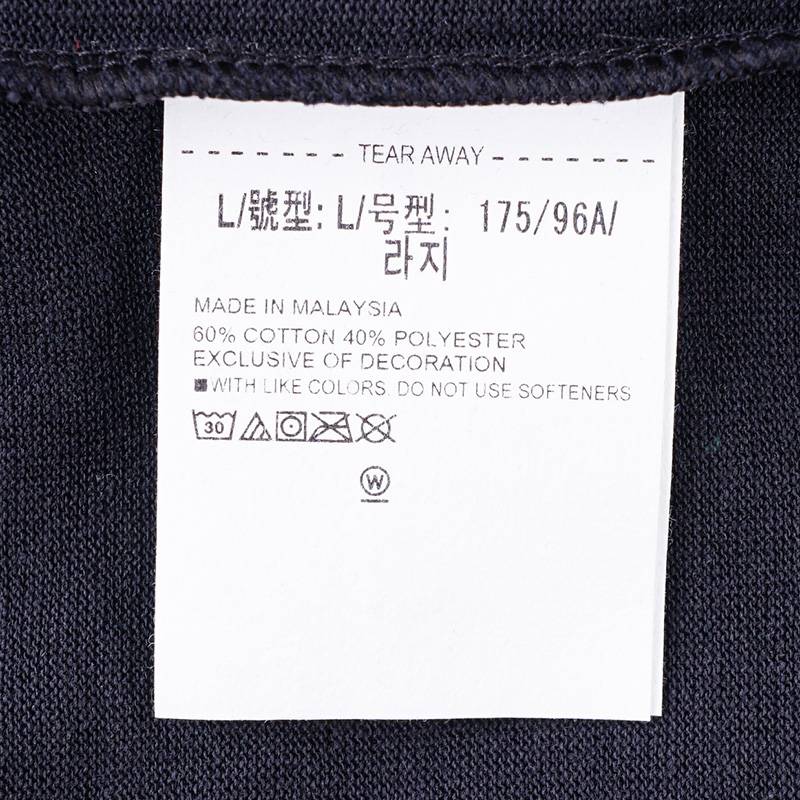 TEAR AWAY
L/號型: L/号型: 175/96A/
라지
MADE IN MALAYSIA
60% COTTON 40% POLYESTER
EXCLUSIVE OF DECORATION
WITH LIKE COLORS. DO NOT USE SOFTENERS
30
W